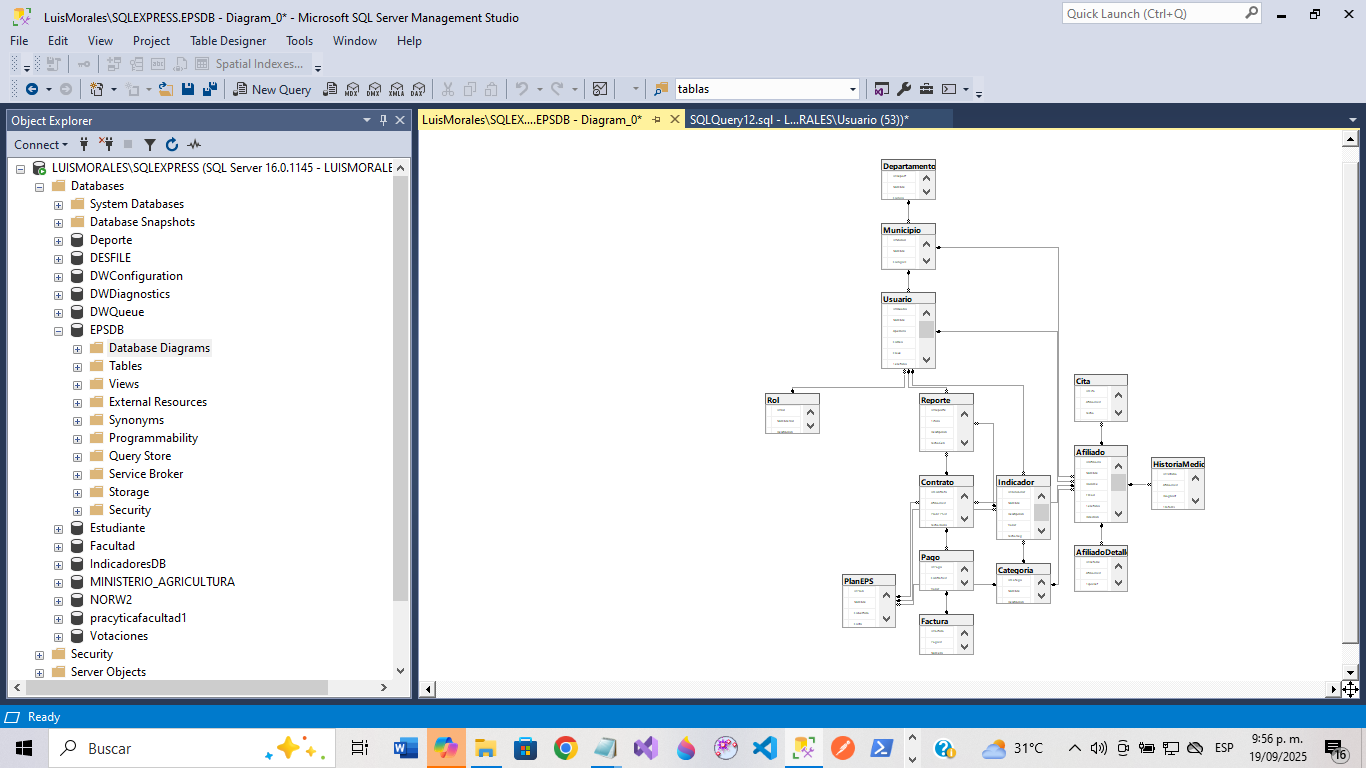 LuisMorales\SQLEXPRESS.EPSDB - Diagram_0* - Microsoft SQL Server Management Studio
Quick Launch (Ctrl+Q)
File Edit View Project Table Designer Tools Window Help
Spatial Indexes...
New Query MDX DMX XMLA DAX tablas
Object Explorer
LuisMorales\SQLEX....EPSDB - Diagram_0*
SQLQuery12.sql - L...RALES\Usuario (53))*
Connect
LUISMORALES\SQLEXPRESS (SQL Server 16.0.1145 - LUISMORALE
Databases
System Databases
Database Snapshots
Deporte
DESFILE
DWConfiguration
DWDiagnostics
DWQueue
EPSDB
Database Diagrams
Tables
Views
External Resources
Synonyms
Programmability
Query Store
Service Broker
Storage
Security
Estudiante
Facultad
IndicadoresDB
MINISTERIO_AGRICULTURA
NORW2
pracyticafacultad1
Votaciones
Security
Server Objects
Departamento
Municipio
Usuario
Cita
Rol
Reporte
Afiliado
HistoriaMedic
Contrato
Indicador
AfiliadoDetall
Pago
Categoria
PlanEPS
Factura
Ready
Buscar
31°C
ESP
9:56 p. m.
19/09/2025
16